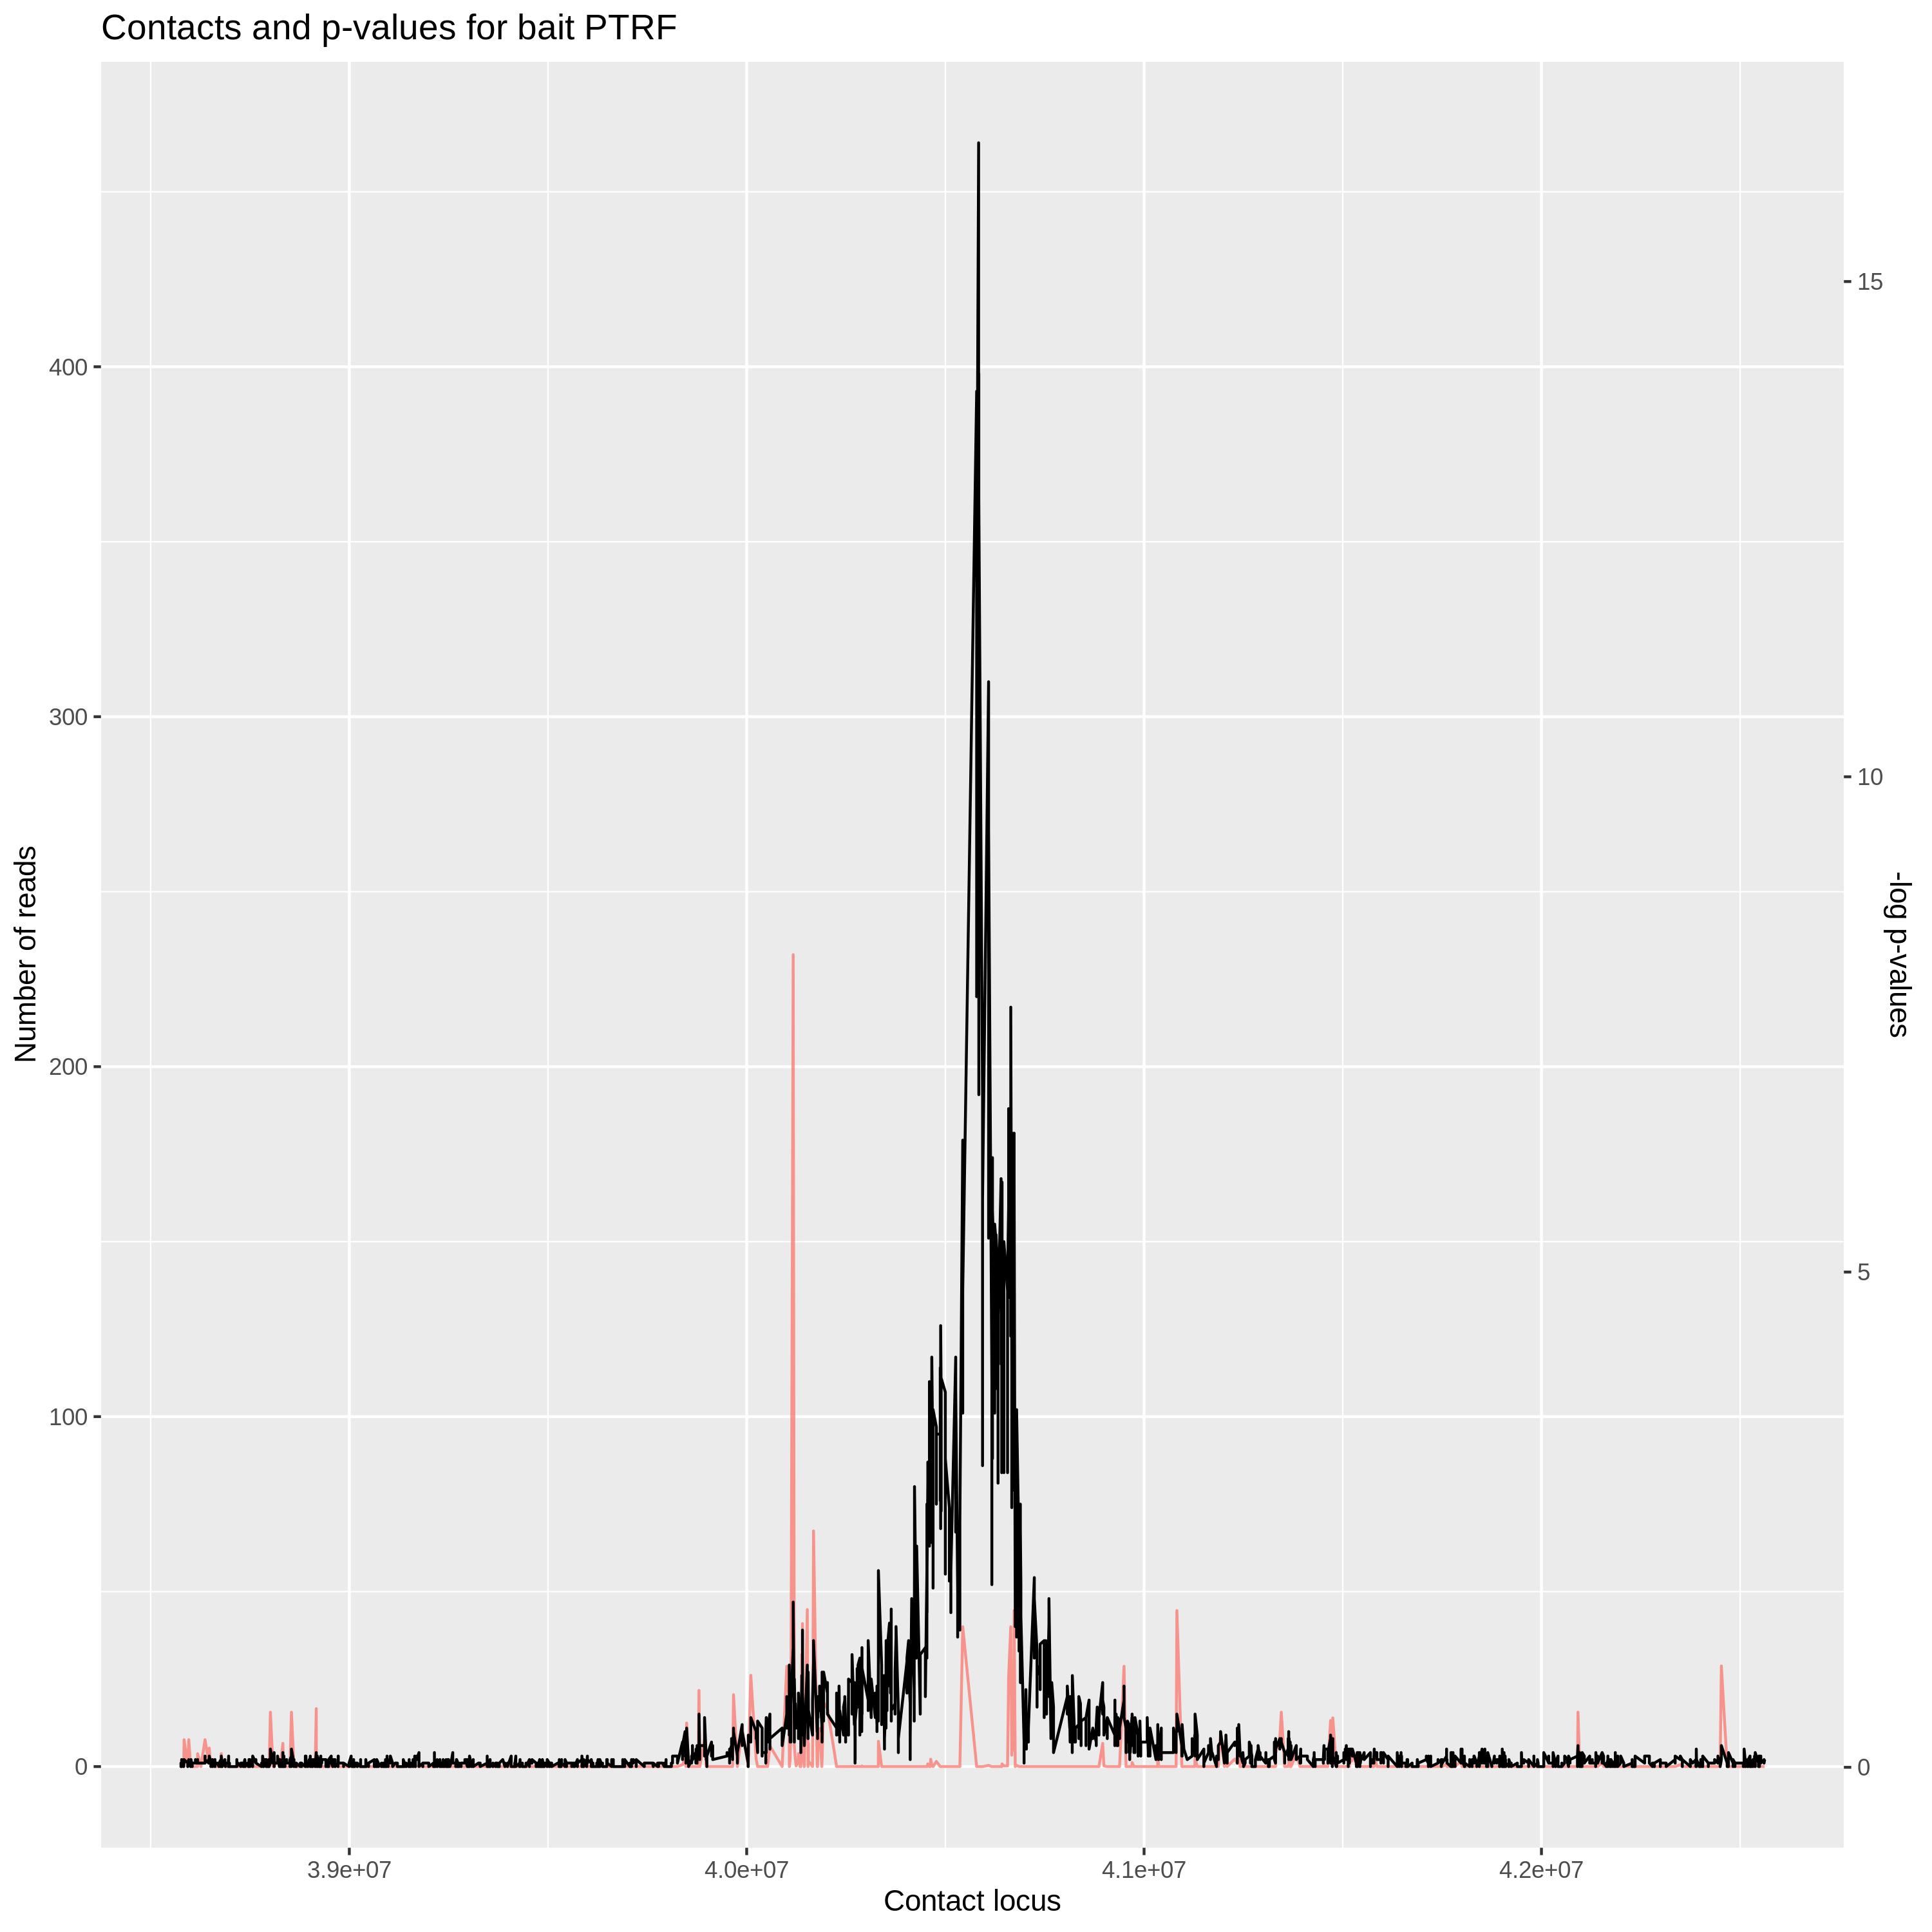 Contacts and p-values for bait PTRF
Number of reads
400
300
200
100
0
15
10
5
0
-log p-values
3.9e+07
4.0e+07
4.1e+07
4.2e+07
Contact locus